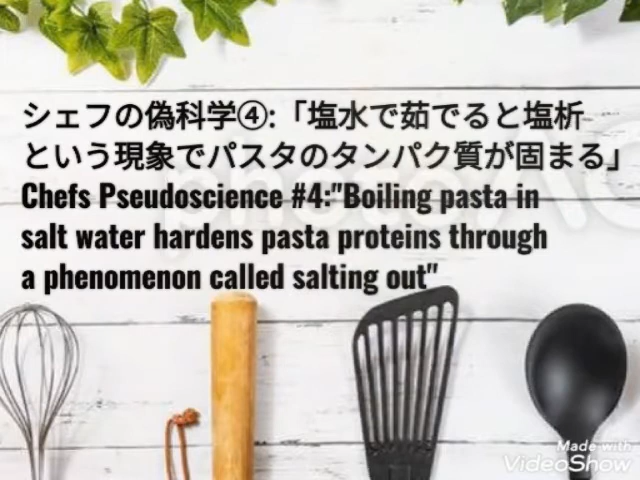 シェフの偽科学④:「塩水で茹でると塩析
という現象でパスタのタンパク質が固まる」
Chefs Pseudoscience #4:"Boiling pasta in
salt water hardens pasta proteins through
a phenomenon called salting out"
Made with
VideoShow